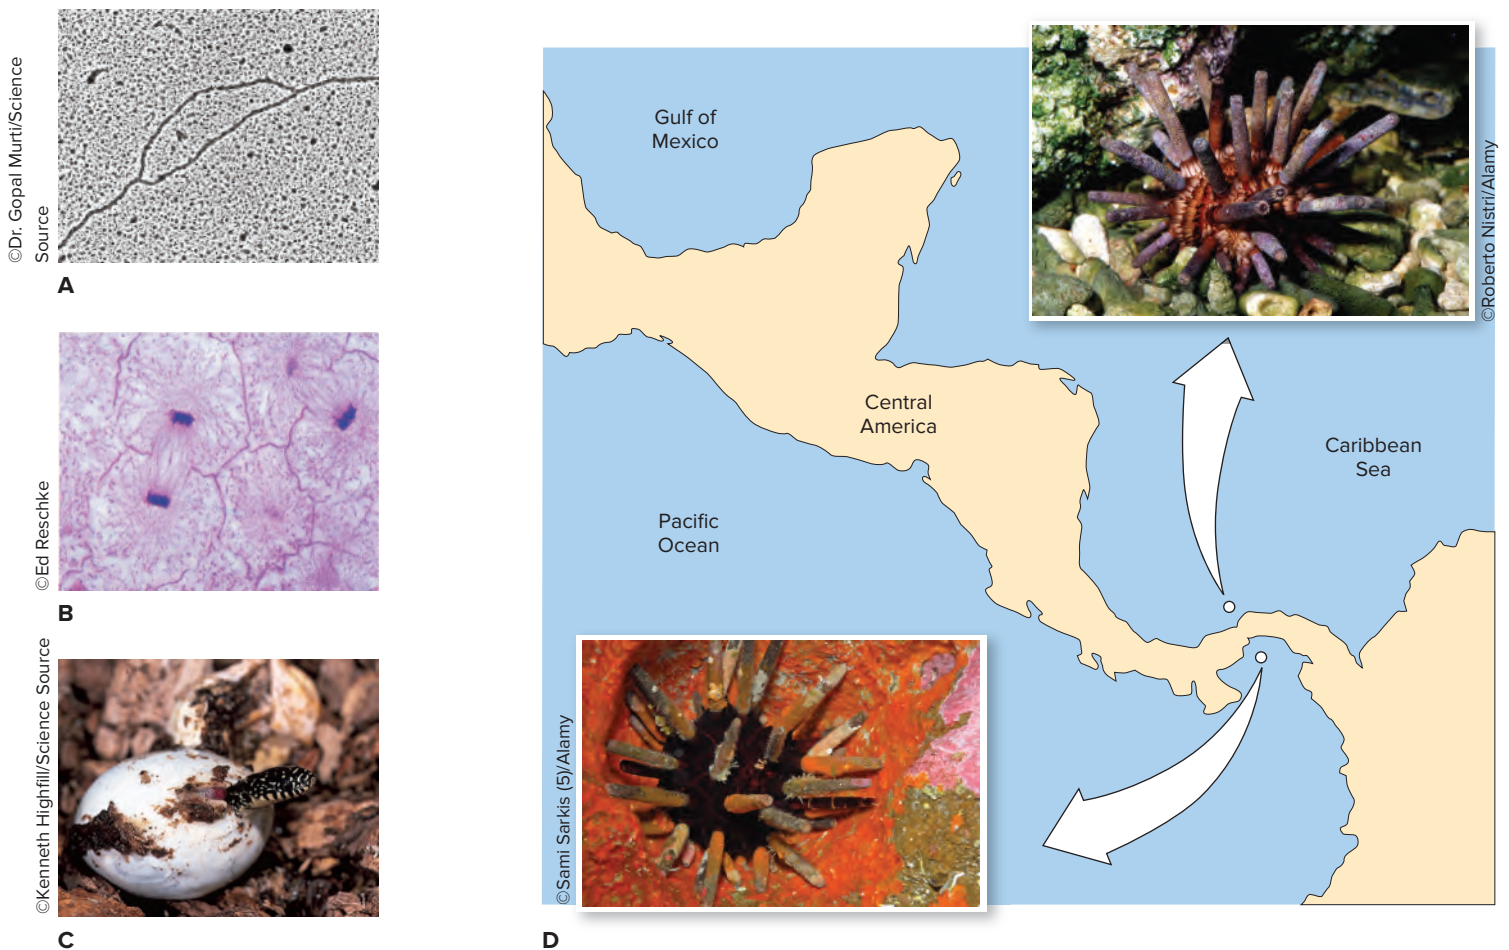 ©Dr. Gopal Murti/Science
Source
A
©Ed Reschke
B
©Kenneth Highfill/Science Source
C
Gulf of
Mexico
Central
America
Caribbean
Sea
Pacific
Ocean
©Roberto Nistri/Alamy
©Sami Sarkis (5)/Alamy
D